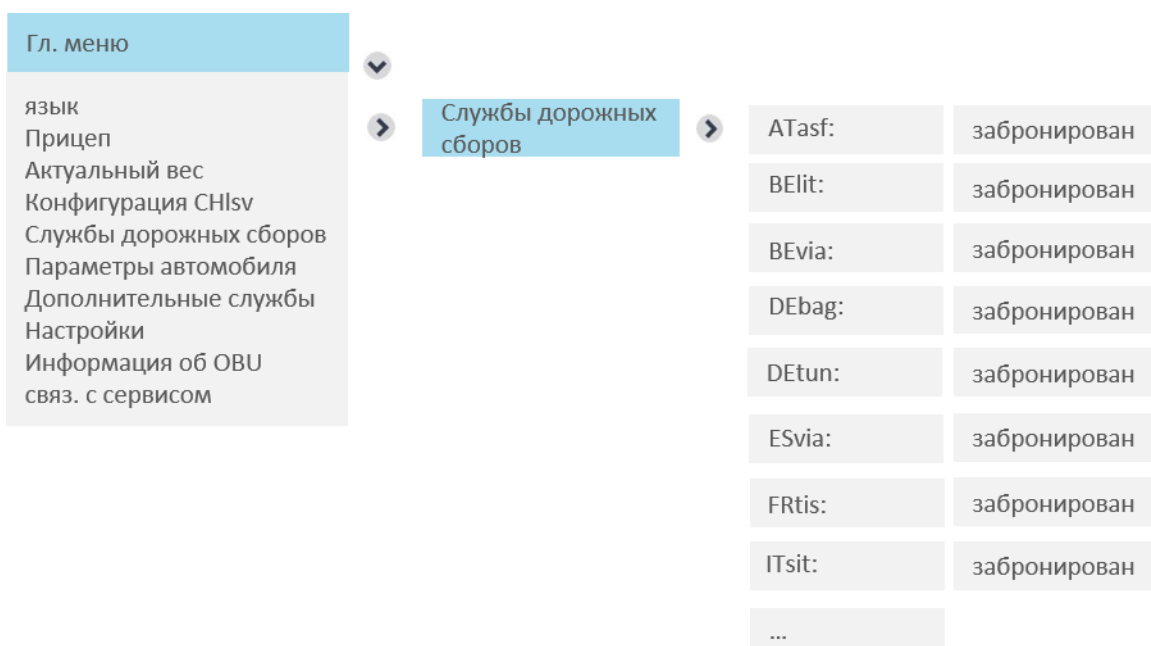 Гл. меню
язык
Прицеп
Актуальный вес
Конфигурация CHlsv
Службы дорожных сборов
Параметры автомобиля
Дополнительные службы
Настройки
Информация об OBU
связ. с сервисом
Службы дорожных
сборов
ATasf: забронирован
BElit: забронирован
BEvia: забронирован
DEbag: забронирован
DEtun: забронирован
ESvia: забронирован
FRtis: забронирован
ITsit: забронирован
...